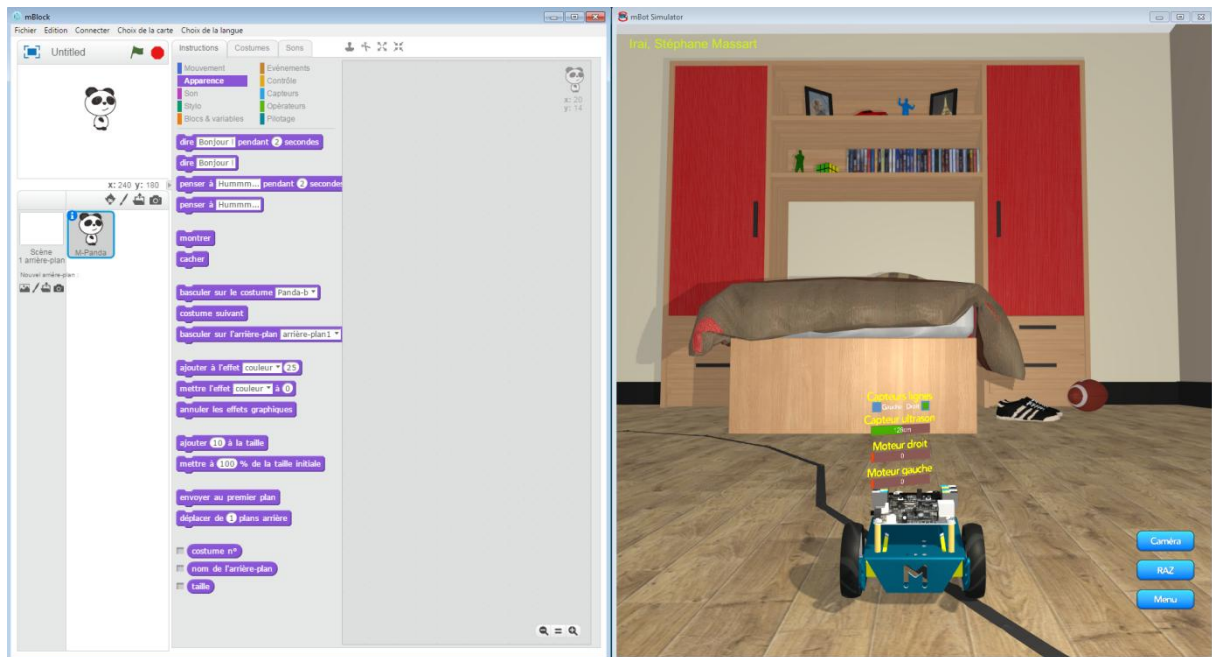 mBlock
Fichier Edition Connecter Choix de la carte Choix de la langue
Untitled
x: 240 y: 180
Scène
1 arrière-plan
M-Panda
Nouvel arrière-plan :
Instructions Costumes Sons
Mouvement Evénements
Apparence Contrôle
Son Capteurs
Stylo Opérateurs
Blocs & variables Pilotage
dire Bonjour ! pendant 2 secondes
dire Bonjour !
penser à Hummm... pendant 2 secondes
penser à Hummm...
montrer
cacher
basculer sur le costume Panda-b
costume suivant
basculer sur l'arrière-plan arrière-plan1
ajouter à l'effet couleur 25
mettre l'effet couleur à 0
annuler les effets graphiques
ajouter 10 à la taille
mettre à 100 % de la taille initiale
envoyer au premier plan
déplacer de 1 plans arrière
costume n°
nom de l'arrière-plan
taille
x: 20
y: 14
mBot Simulator
Irai, Stéphane Massart
Capteurs lignes
Gauche Droit
Capteur ultrason
128cm
Moteur droit
0
Moteur gauche
0
M
Caméra
RAZ
Menu